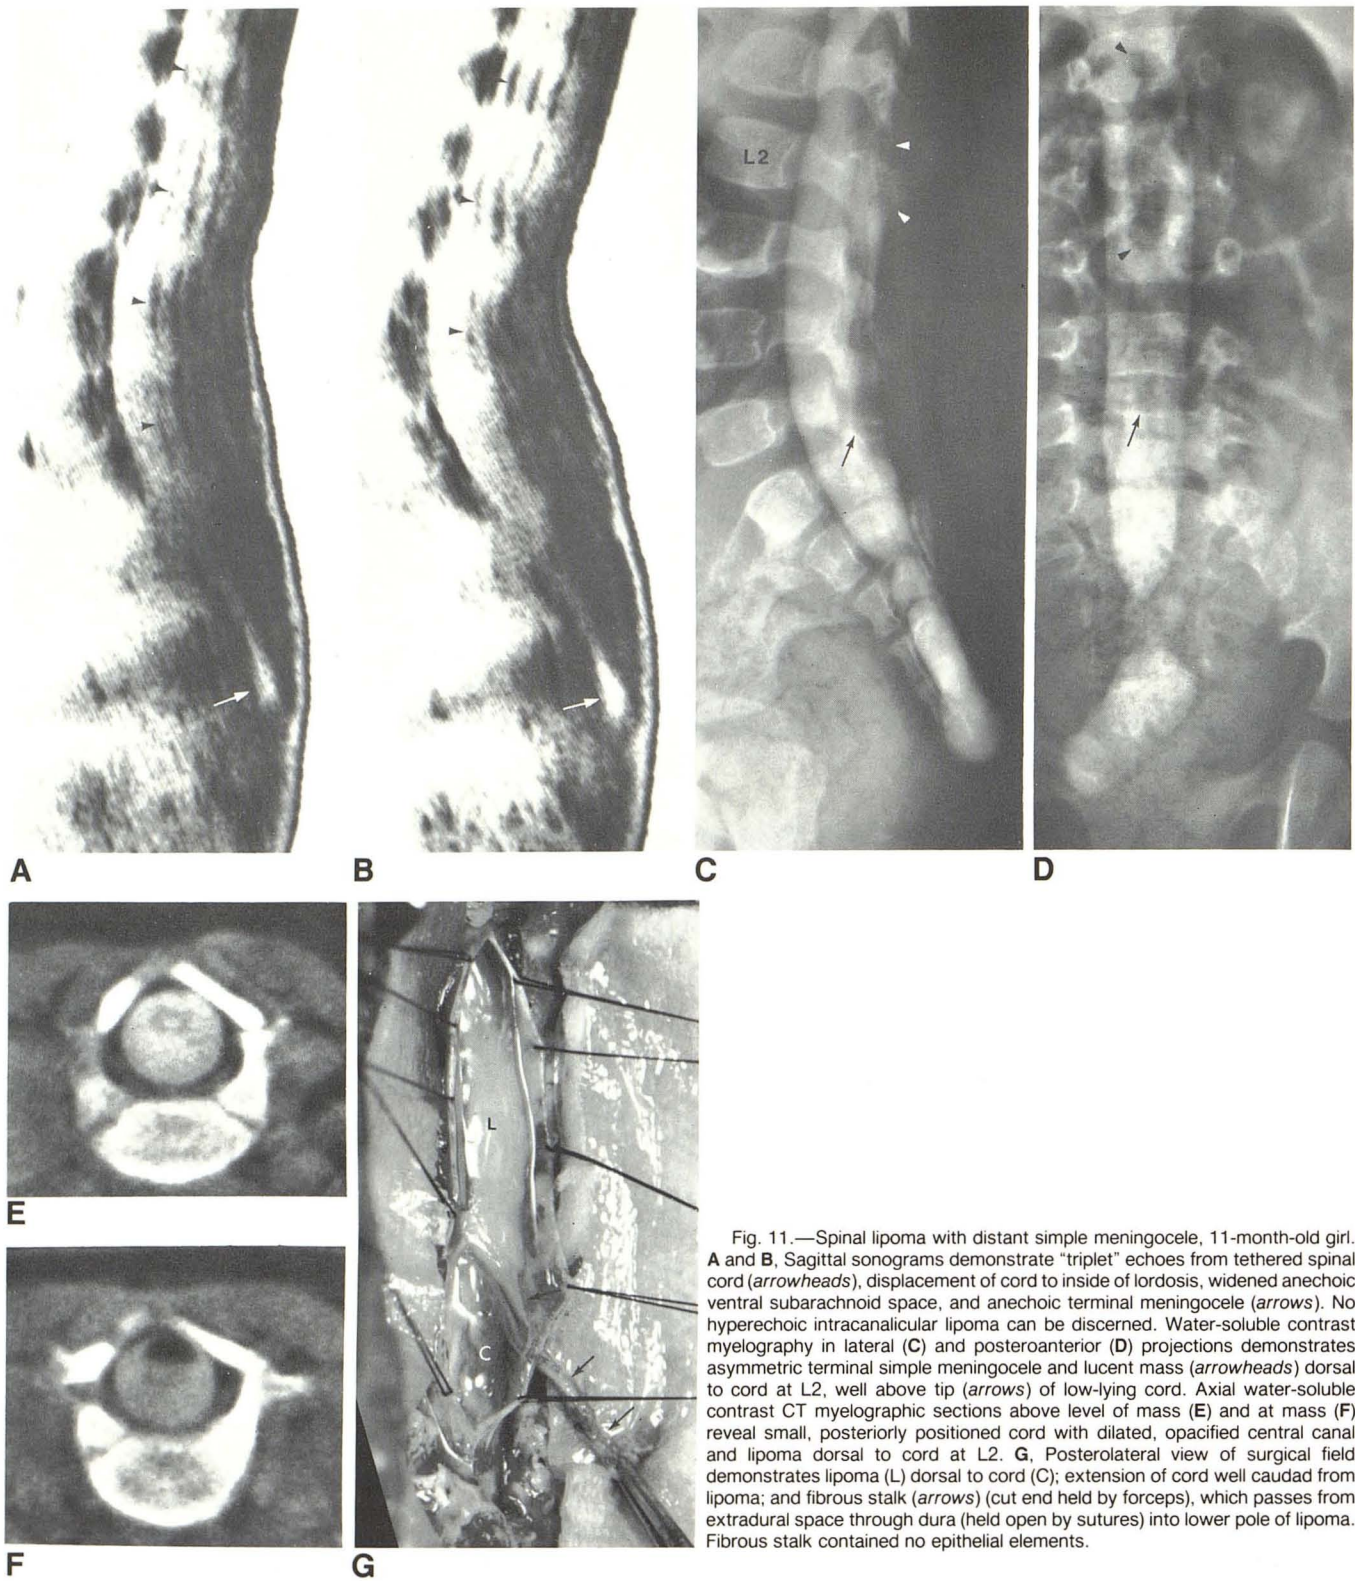 L2
A
B
C
D
E
L
C
F
G
Fig. 11.—Spinal lipoma with distant simple meningocele, 11-month-old girl.
A and B, Sagittal sonograms demonstrate “triplet” echoes from tethered spinal
cord (arrowheads), displacement of cord to inside of lordosis, widened anechoic
ventral subarachnoid space, and anechoic terminal meningocele (arrows). No
hyperechoic intracanalicular lipoma can be discerned. Water-soluble contrast
myelography in lateral (C) and posteroanterior (D) projections demonstrates
asymmetric terminal simple meningocele and lucent mass (arrowheads) dorsal
to cord at L2, well above tip (arrows) of low-lying cord. Axial water-soluble
contrast CT myelographic sections above level of mass (E) and at mass (F)
reveal small, posteriorly positioned cord with dilated, opacified central canal
and lipoma dorsal to cord at L2. G, Posterolateral view of surgical field
demonstrates lipoma (L) dorsal to cord (C); extension of cord well caudad from
lipoma; and fibrous stalk (arrows) (cut end held by forceps), which passes from
extradural space through dura (held open by sutures) into lower pole of lipoma.
Fibrous stalk contained no epithelial elements.